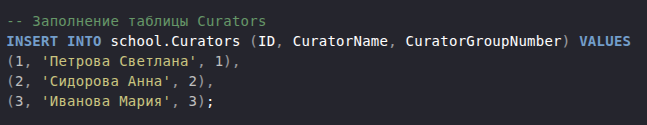 -- Заполнение таблицы Curators
INSERT INTO school.Curators (ID, CuratorName, CuratorGroupNumber) VALUES
(1, 'Петрова Светлана', 1),
(2, 'Сидорова Анна', 2),
(3, 'Иванова Мария', 3);